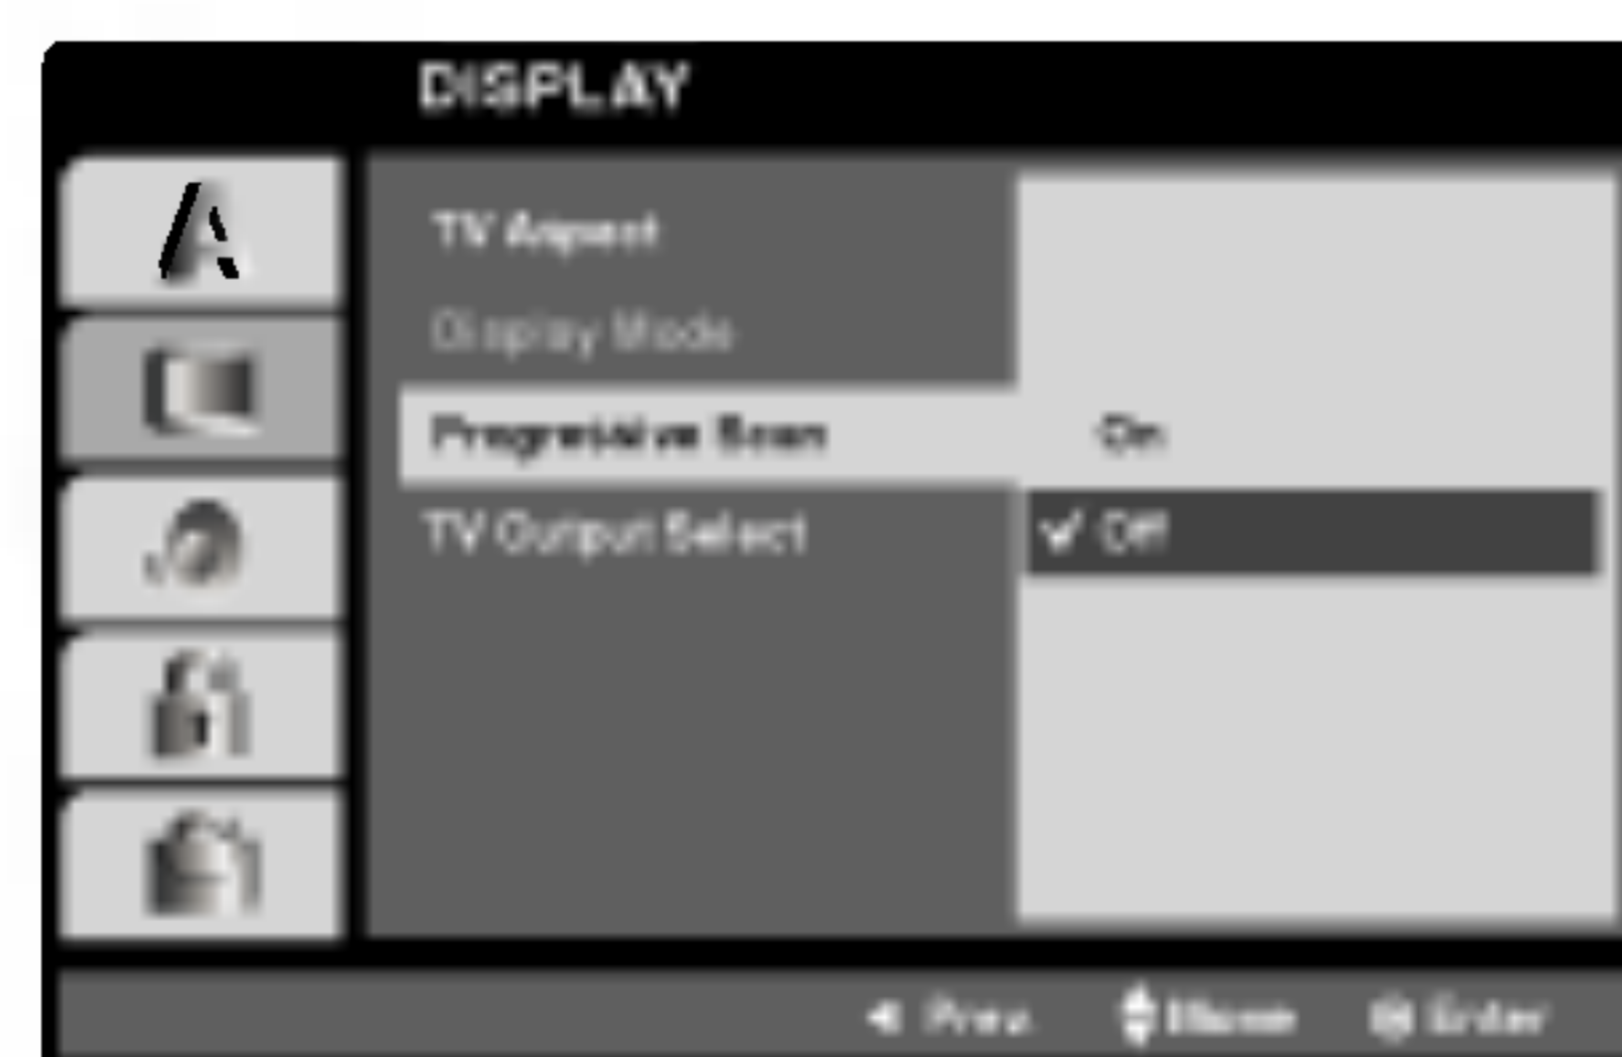 DISPLAY
TV Aspect
Display Mode
Progressive Scan
On
TV Output Select
✓ Off
◄ Prev. Move Enter